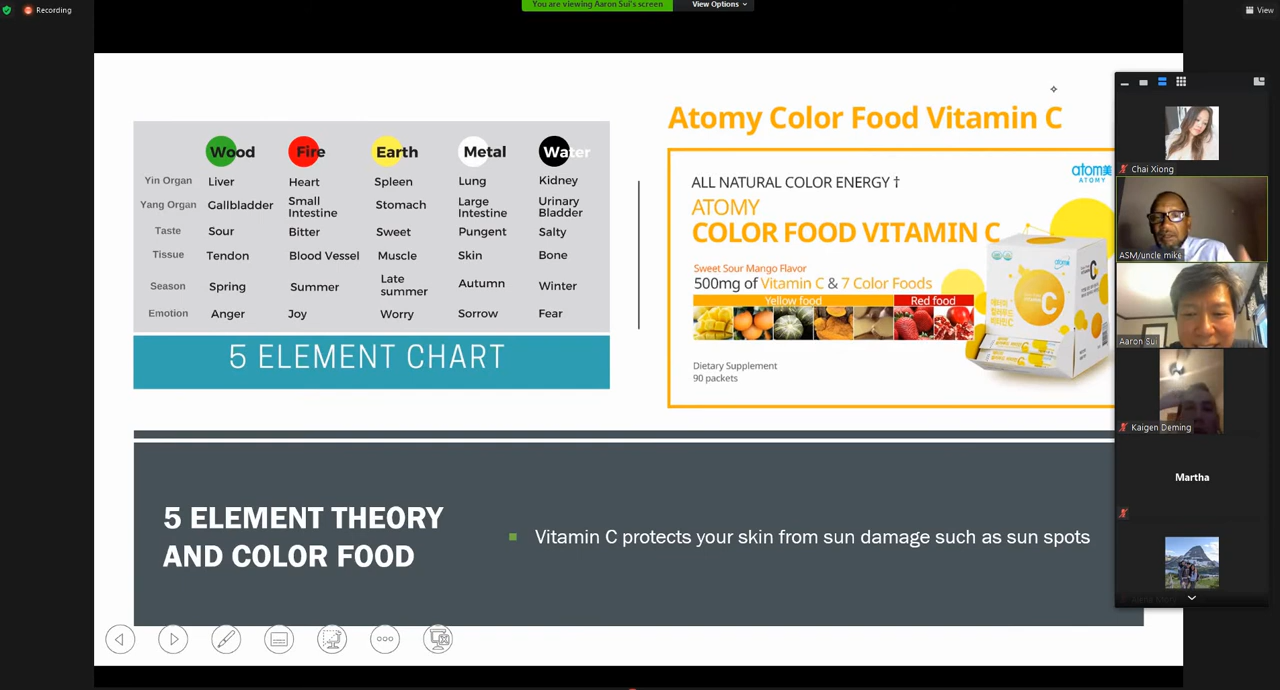 Recording
You are viewing Aaron Sui's screen
View Options
View
Wood Fire Earth Metal Water
Yin Organ Liver Heart Spleen Lung Kidney
Yang Organ Gallbladder Small Intestine Stomach Large Intestine Urinary Bladder
Taste Sour Bitter Sweet Pungent Salty
Tissue Tendon Blood Vessel Muscle Skin Bone
Season Spring Summer Late summer Autumn Winter
Emotion Anger Joy Worry Sorrow Fear
5 ELEMENT CHART
Atomy Color Food Vitamin C
ALL NATURAL COLOR ENERGY †
atom美
ATOMY
ATOMY
COLOR FOOD VITAMIN C
Sweet Sour Mango Flavor
500mg of Vitamin C & 7 Color Foods
Yellow food Red food
Dietary Supplement
90 packets
5 ELEMENT THEORY
AND COLOR FOOD
Vitamin C protects your skin from sun damage such as sun spots
Chai Xiong
ASM/uncle mike
Aaron Sui
Kaigen Deming
Martha